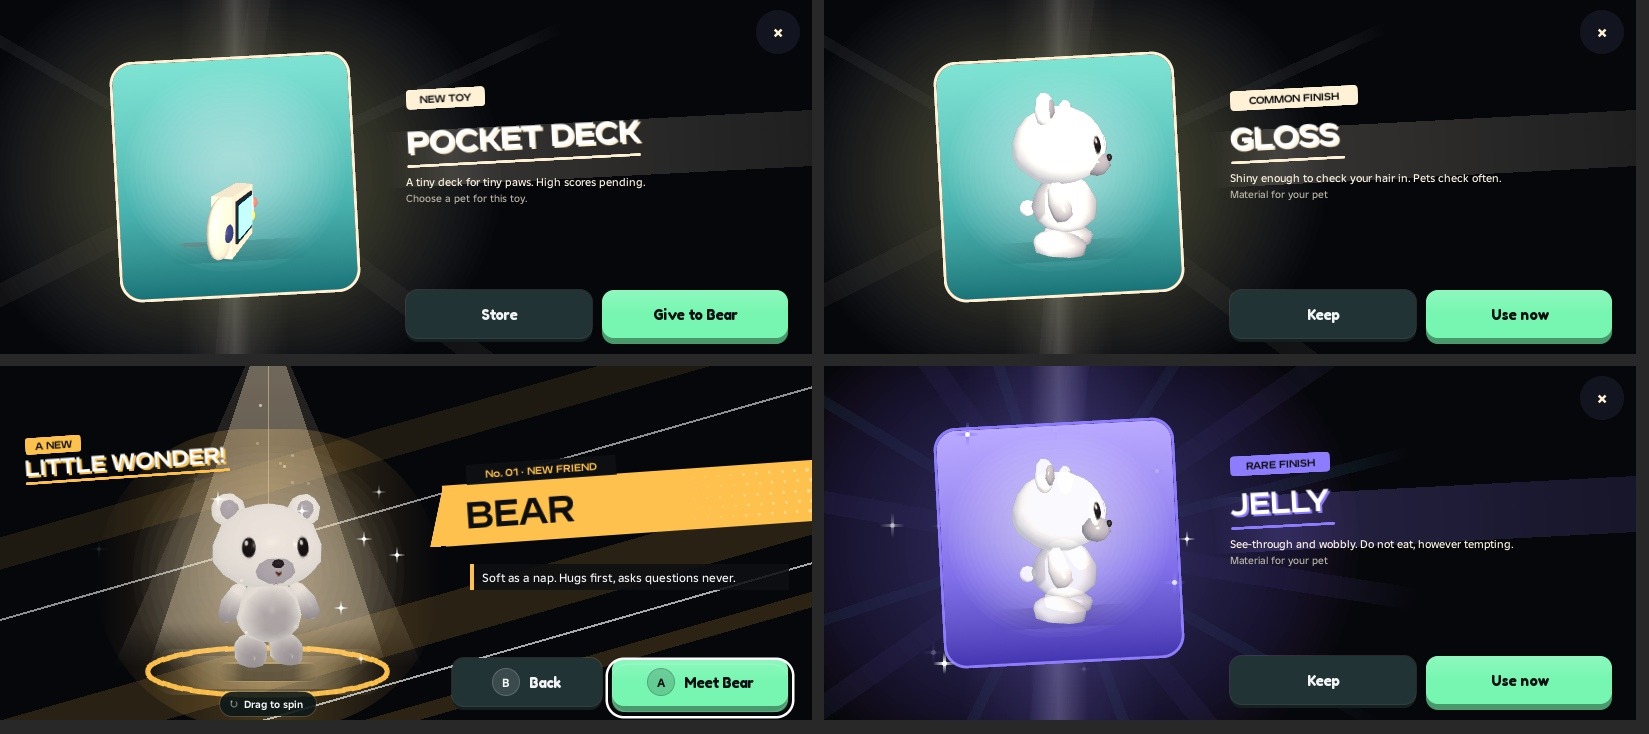 ×
NEW TOY
POCKET DECK
A tiny deck for tiny paws. High scores pending.
Choose a pet for this toy.
Store
Give to Bear
×
COMMON FINISH
GLOSS
Shiny enough to check your hair in. Pets check often.
Material for your pet
Keep
Use now
A NEW
LITTLE WONDER!
No. 01 · NEW FRIEND
BEAR
Soft as a nap. Hugs first, asks questions never.
B Back
A Meet Bear
↻ Drag to spin
×
RARE FINISH
JELLY
See-through and wobbly. Do not eat, however tempting.
Material for your pet
Keep
Use now